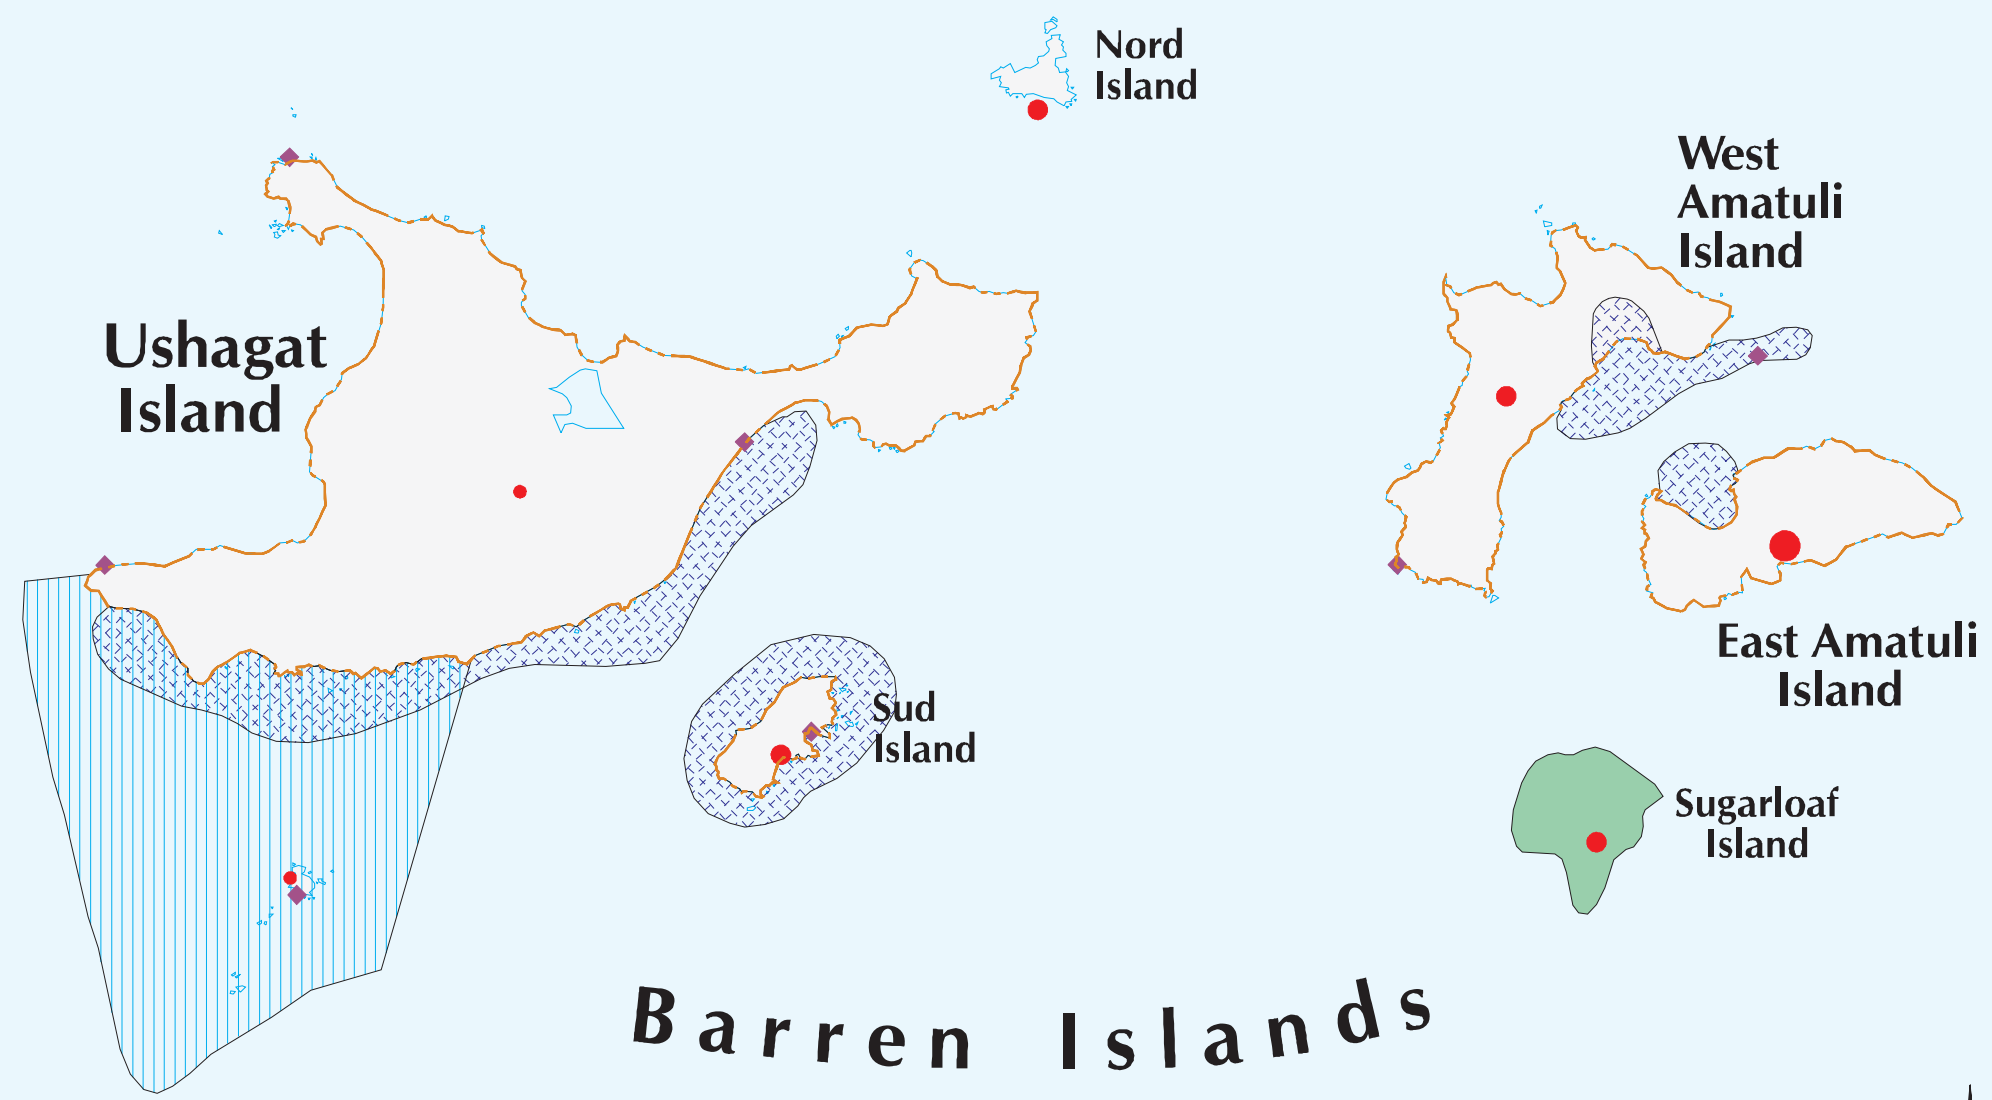 Nord
Island
West
Amatuli
Island
Ushagat
Island
East Amatuli
Island
Sud
Island
Sugarloaf
Island
Barren Islands